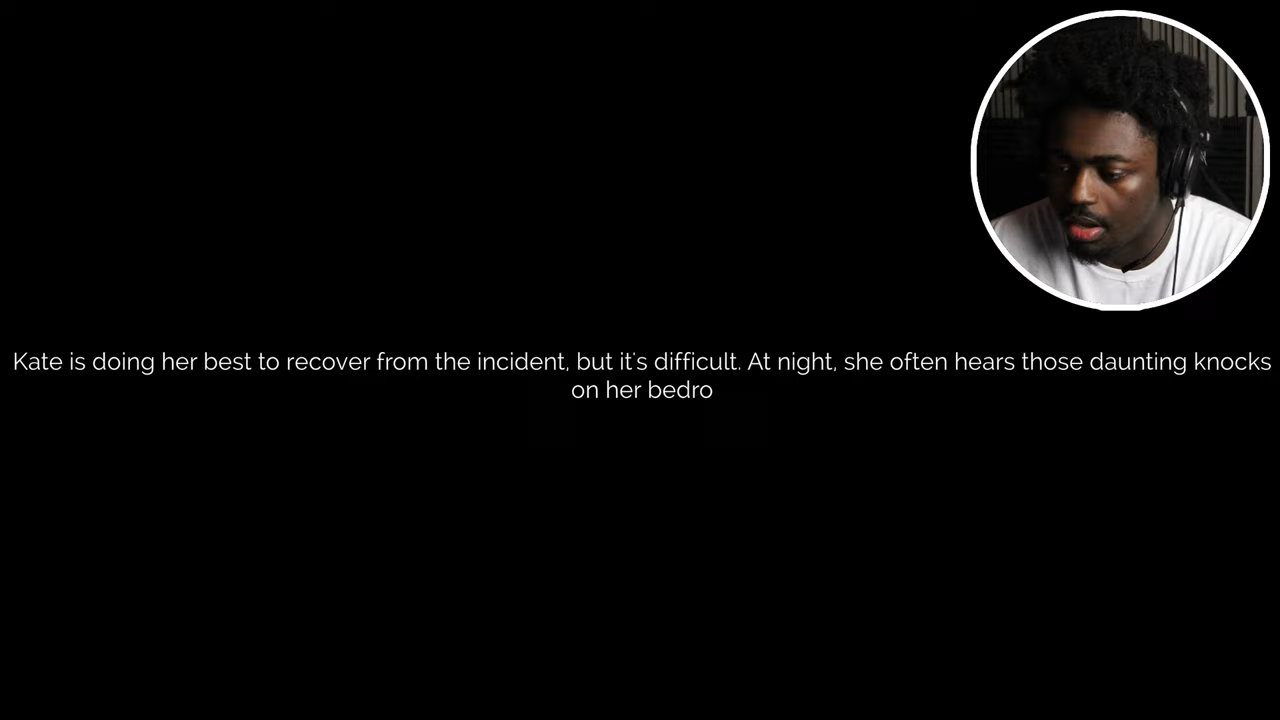 Kate is doing her best to recover from the incident, but it's difficult. At night, she often hears those daunting knocks
on her bedro